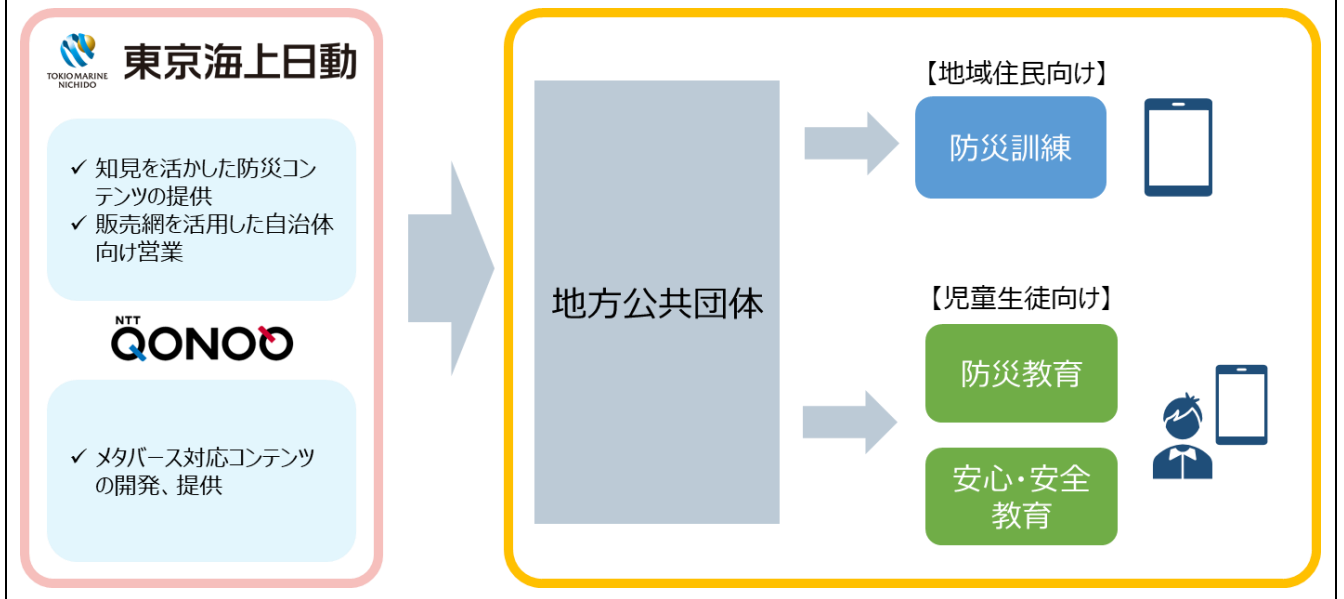 TOKIO MARINE
NICHIDO
東京海上日動
✓ 知見を活かした防災コン
テンツの提供
✓ 販売網を活用した自治体
向け営業
NTT
QONOQ
✓ メタバース対応コンテンツ
の開発、提供
地方公共団体
【地域住民向け】
防災訓練
【児童生徒向け】
防災教育
安心・安全
教育